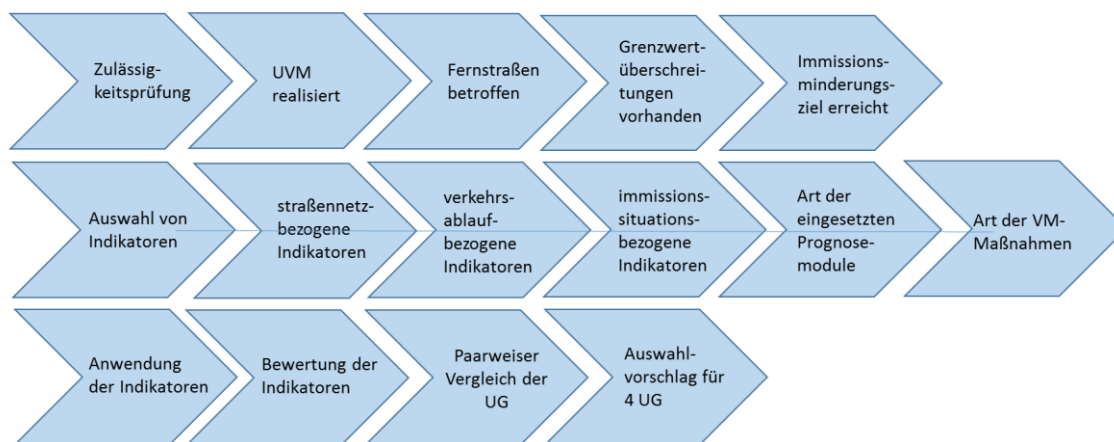 Zulässig-
keitsprüfung
UVM
realisiert
Fernstraßen
betroffen
Grenzwert-
überschrei-
tungen
vorhanden
Immissions-
minderungs-
ziel erreicht
Auswahl von
Indikatoren
straßennetz-
bezogene
Indikatoren
verkehrs-
ablauf-
bezogene
Indikatoren
immissions-
situations-
bezogene
Indikatoren
Art der
eingesetzten
Prognose-
module
Art der VM-
Maßnahmen
Anwendung
der Indikatoren
Bewertung der
Indikatoren
Paarweiser
Vergleich der
UG
Auswahl-
vorschlag für
4 UG